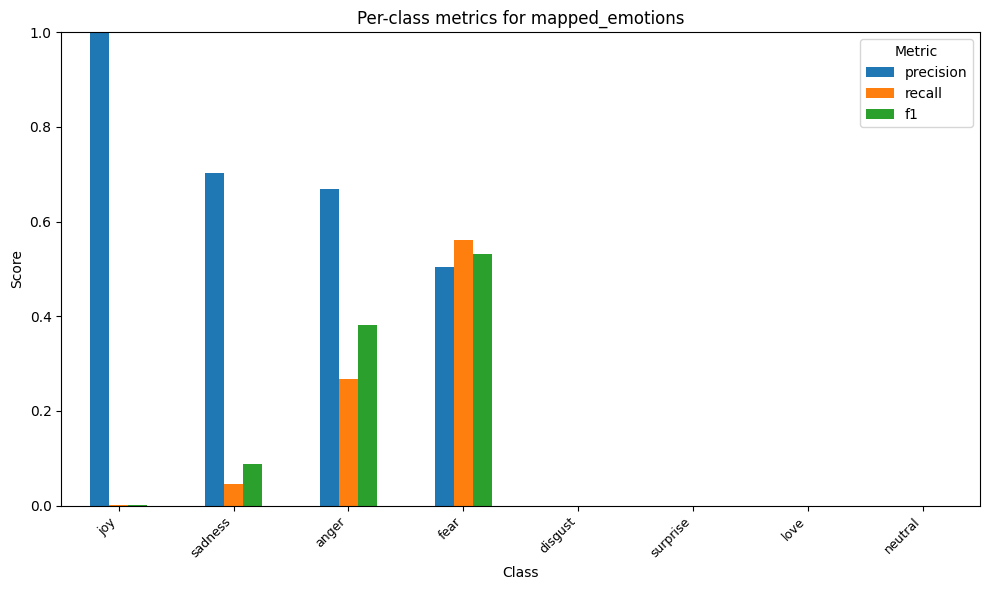 Per-class metrics for mapped_emotions
Metric
precision
recall
f1
Score
1.0
0.8
0.6
0.4
0.2
0.0
joy
sadness
anger
fear
disgust
surprise
love
neutral
Class